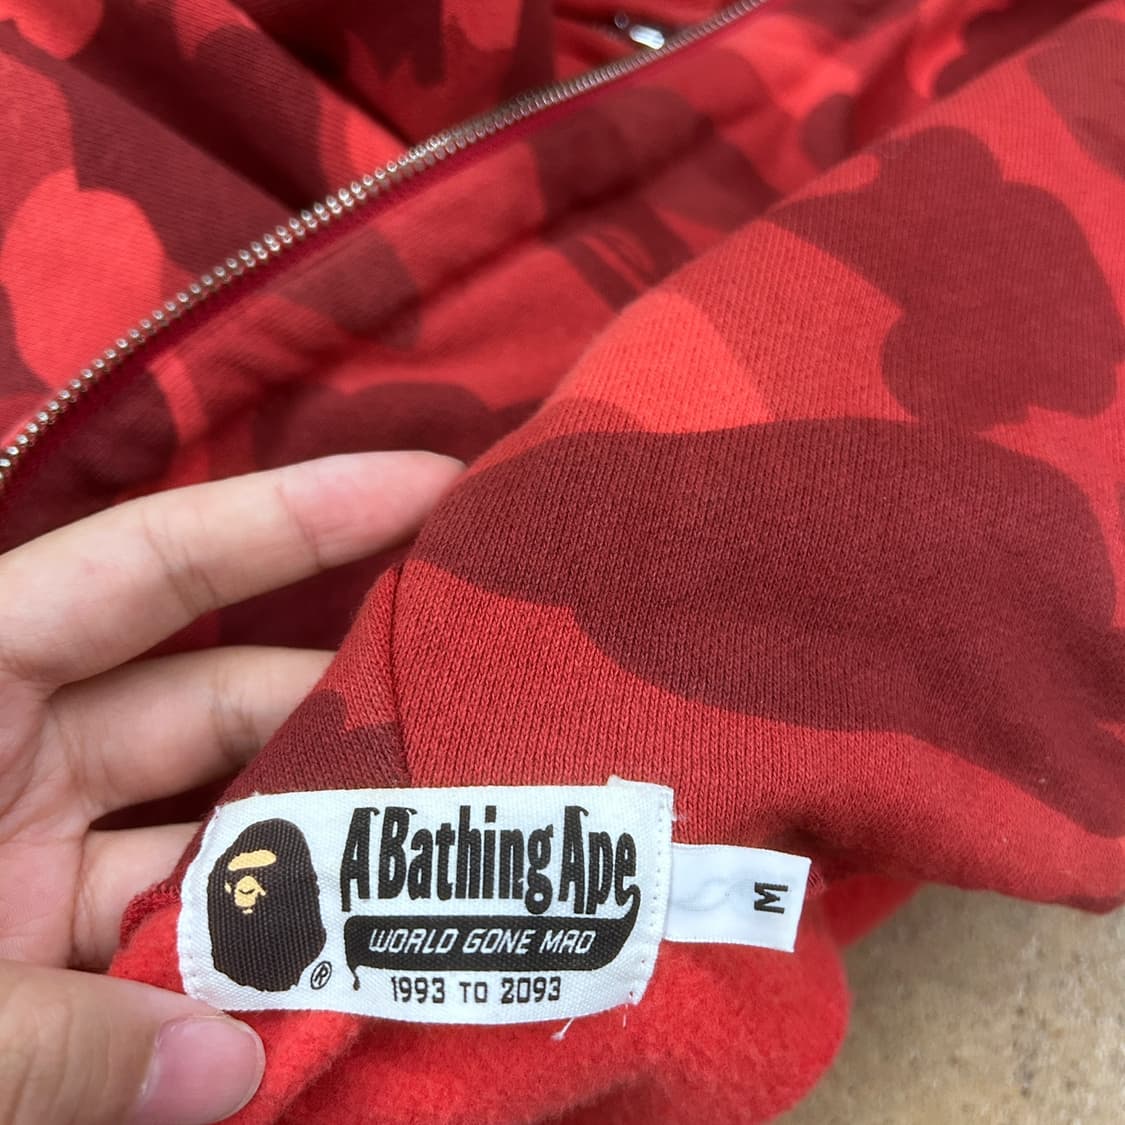 A Bathing Ape
WORLD GONE MAD
®
1993 TO 2093
M